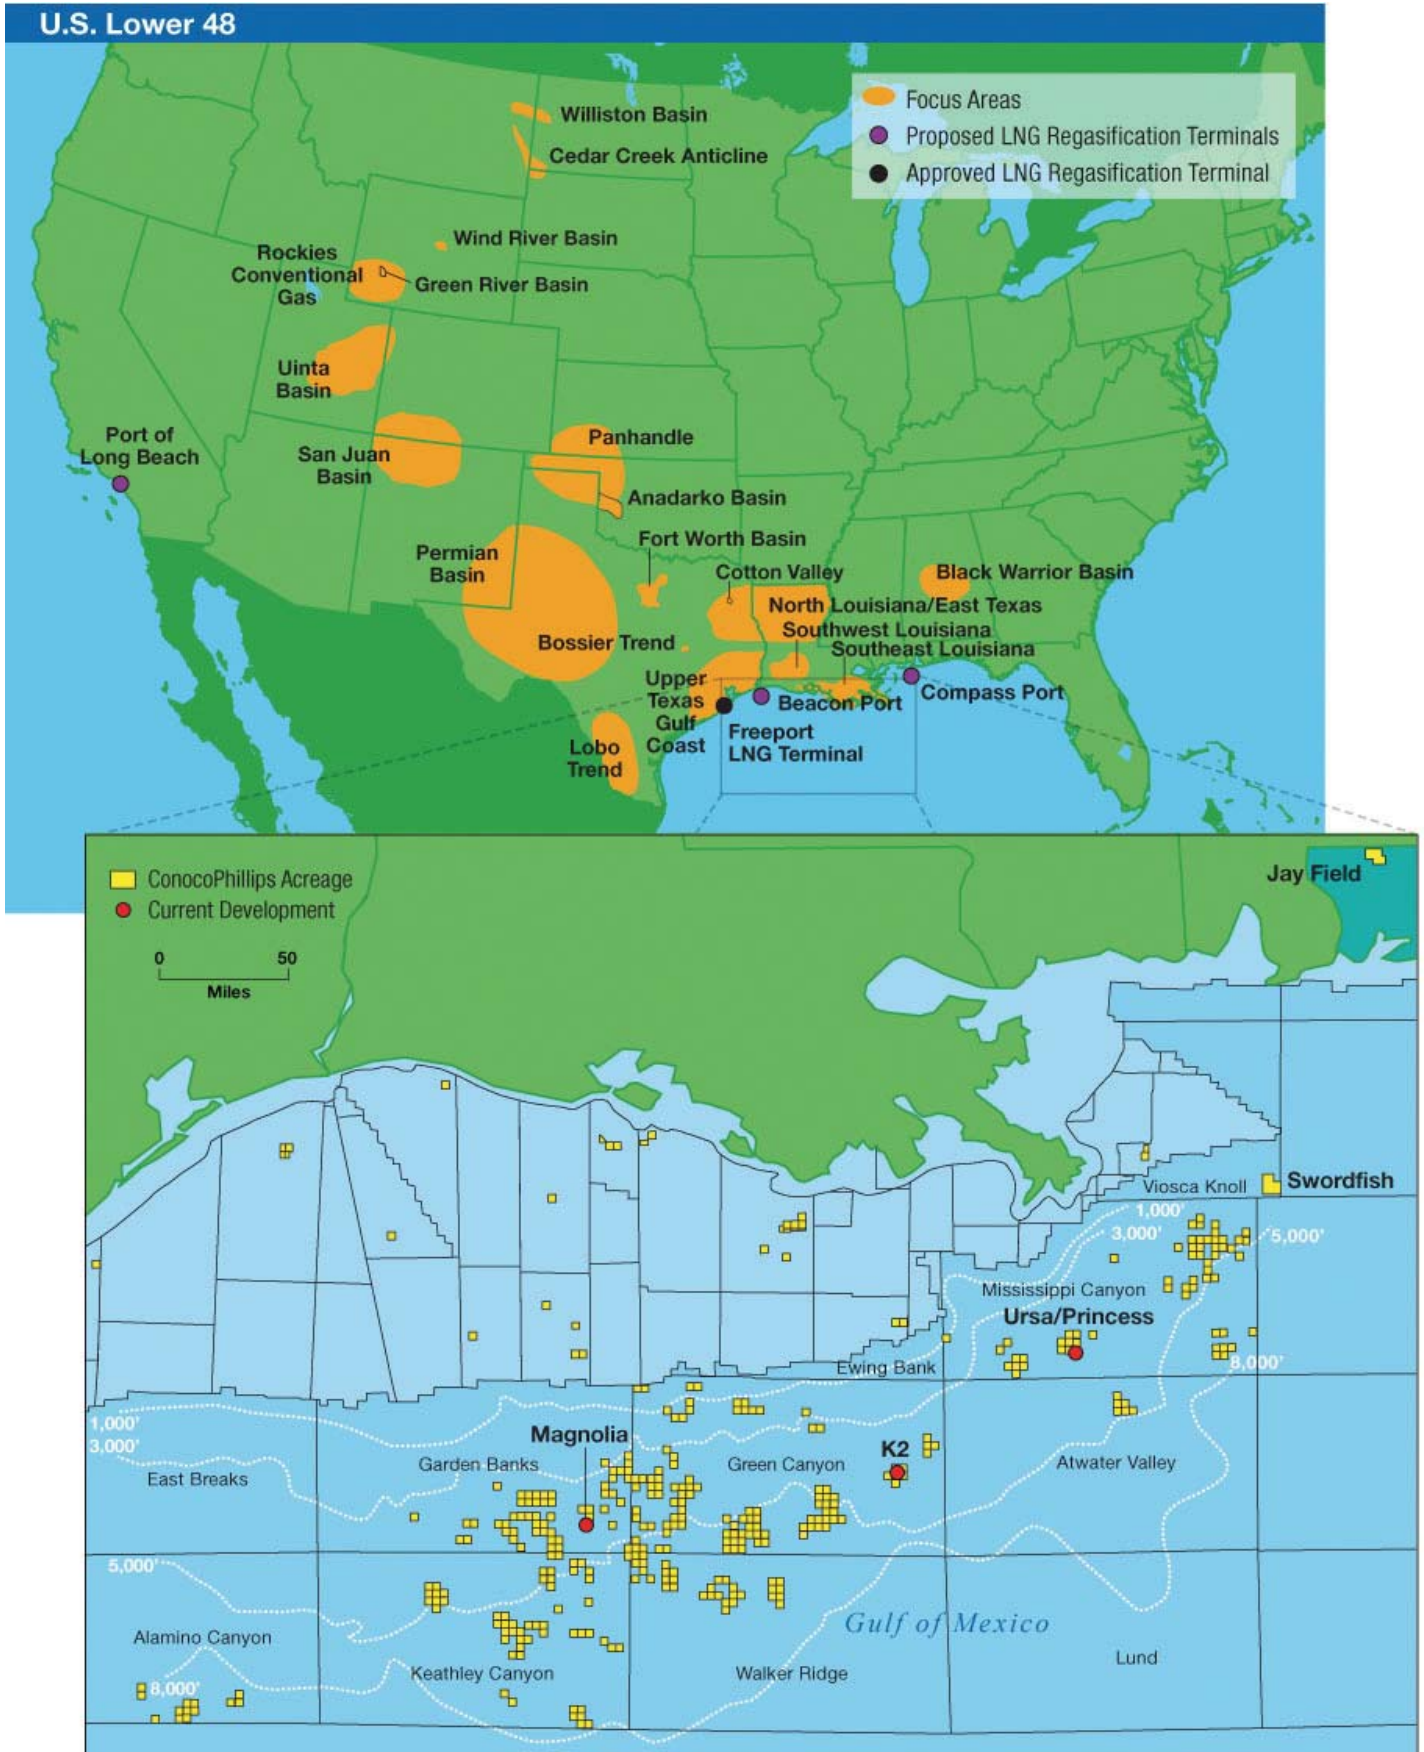 U.S. Lower 48
Focus Areas
Proposed LNG Regasification Terminals
Approved LNG Regasification Terminal
Williston Basin
Cedar Creek Anticline
Wind River Basin
Rockies
Conventional
Gas
Green River Basin
Uinta
Basin
Port of
Long Beach
San Juan
Basin
Panhandle
Anadarko Basin
Fort Worth Basin
Permian
Basin
Cotton Valley
Black Warrior Basin
North Louisiana/East Texas
Southwest Louisiana
Bossier Trend
Southeast Louisiana
Upper
Texas
Gulf
Coast
Beacon Port
Compass Port
Freeport
LNG Terminal
Lobo
Trend
ConocoPhillips Acreage
Current Development
0 50
Miles
Jay Field
Viosca Knoll
Swordfish
1,000'
3,000'
5,000'
Mississippi Canyon
Ursa/Princess
8,000'
Ewing Bank
1,000'
3,000'
Magnolia
K2
East Breaks
Garden Banks
Green Canyon
Atwater Valley
5,000'
Gulf of Mexico
Alamino Canyon
Keathley Canyon
Walker Ridge
Lund
8,000'